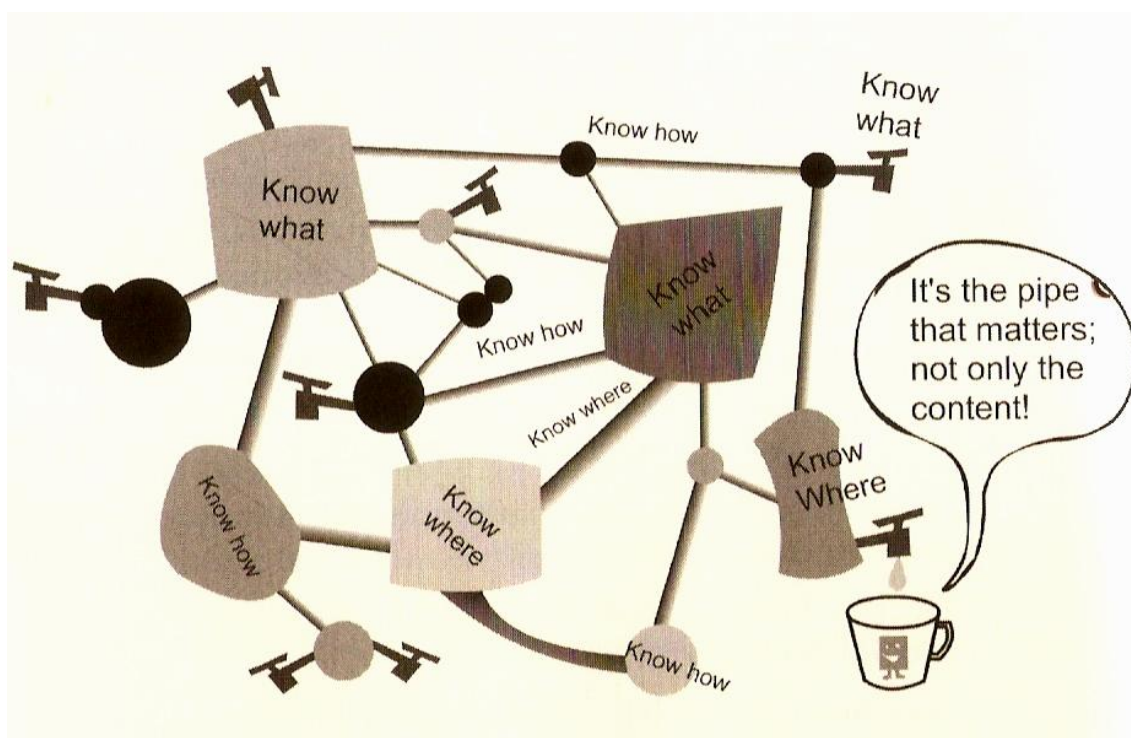 Know how
Know
what
Know
what
Know
what
Know how
Know where
It's the pipe
that matters;
not only the
content!
Know
Where
Know how
Know
where
Know how